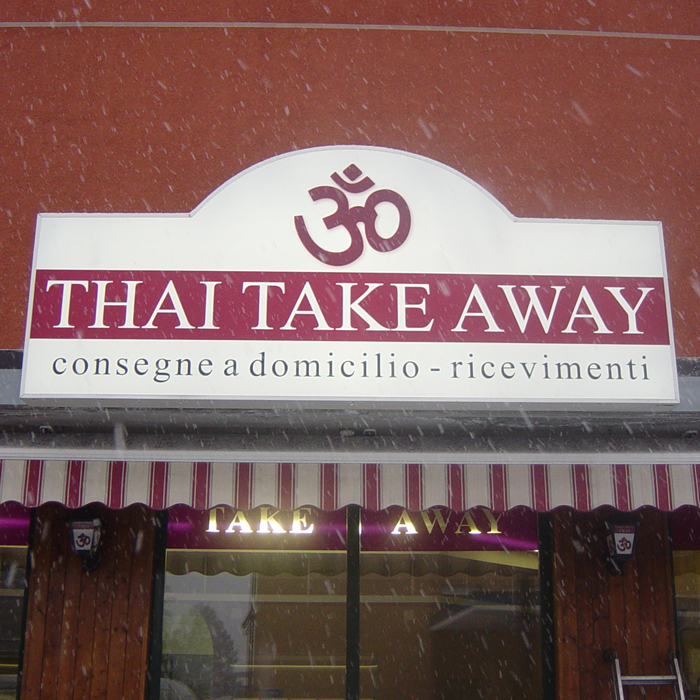 ॐ
THAI TAKE AWAY
consegne a domicilio - ricevimenti
TAKE AWAY
ॐ ॐ